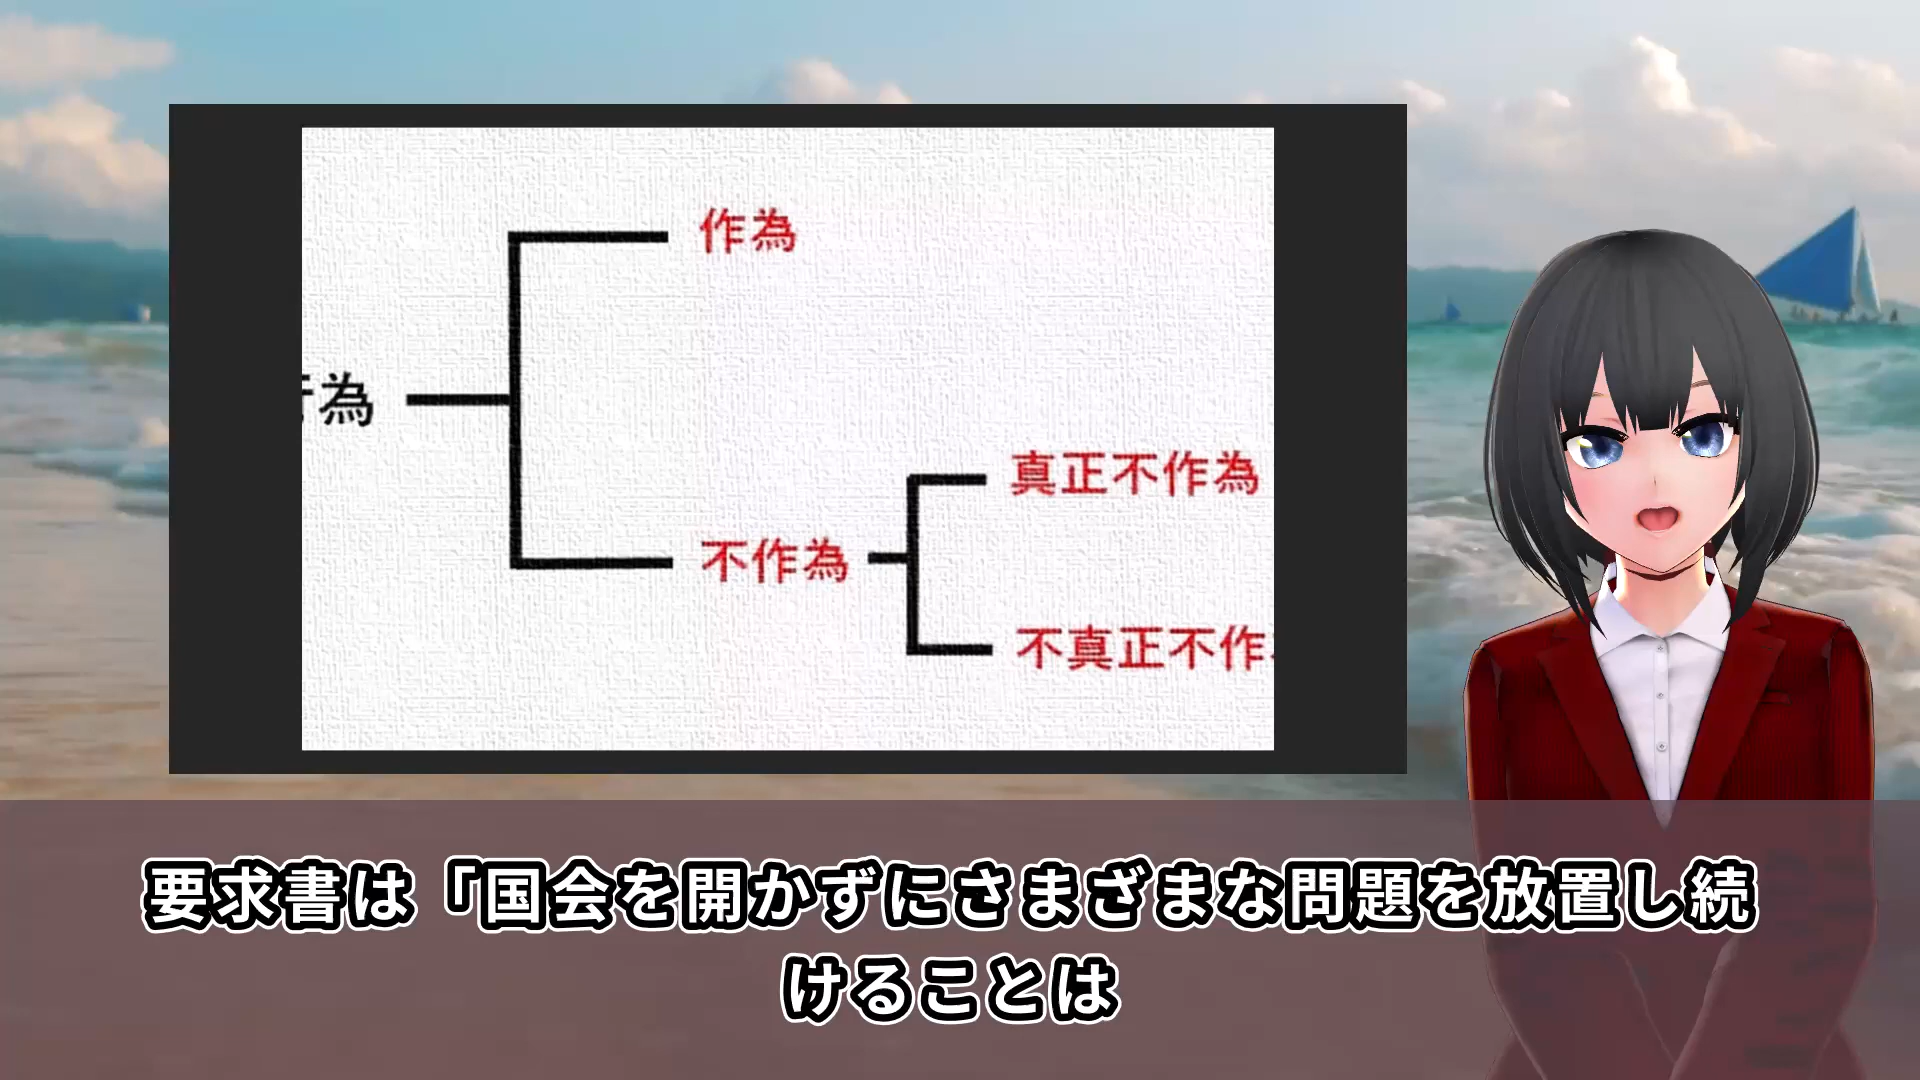 作為
行為
真正不作為
不作為
不真正不作
要求書は「国会を開かずにさまざまな問題を放置し続
けることは